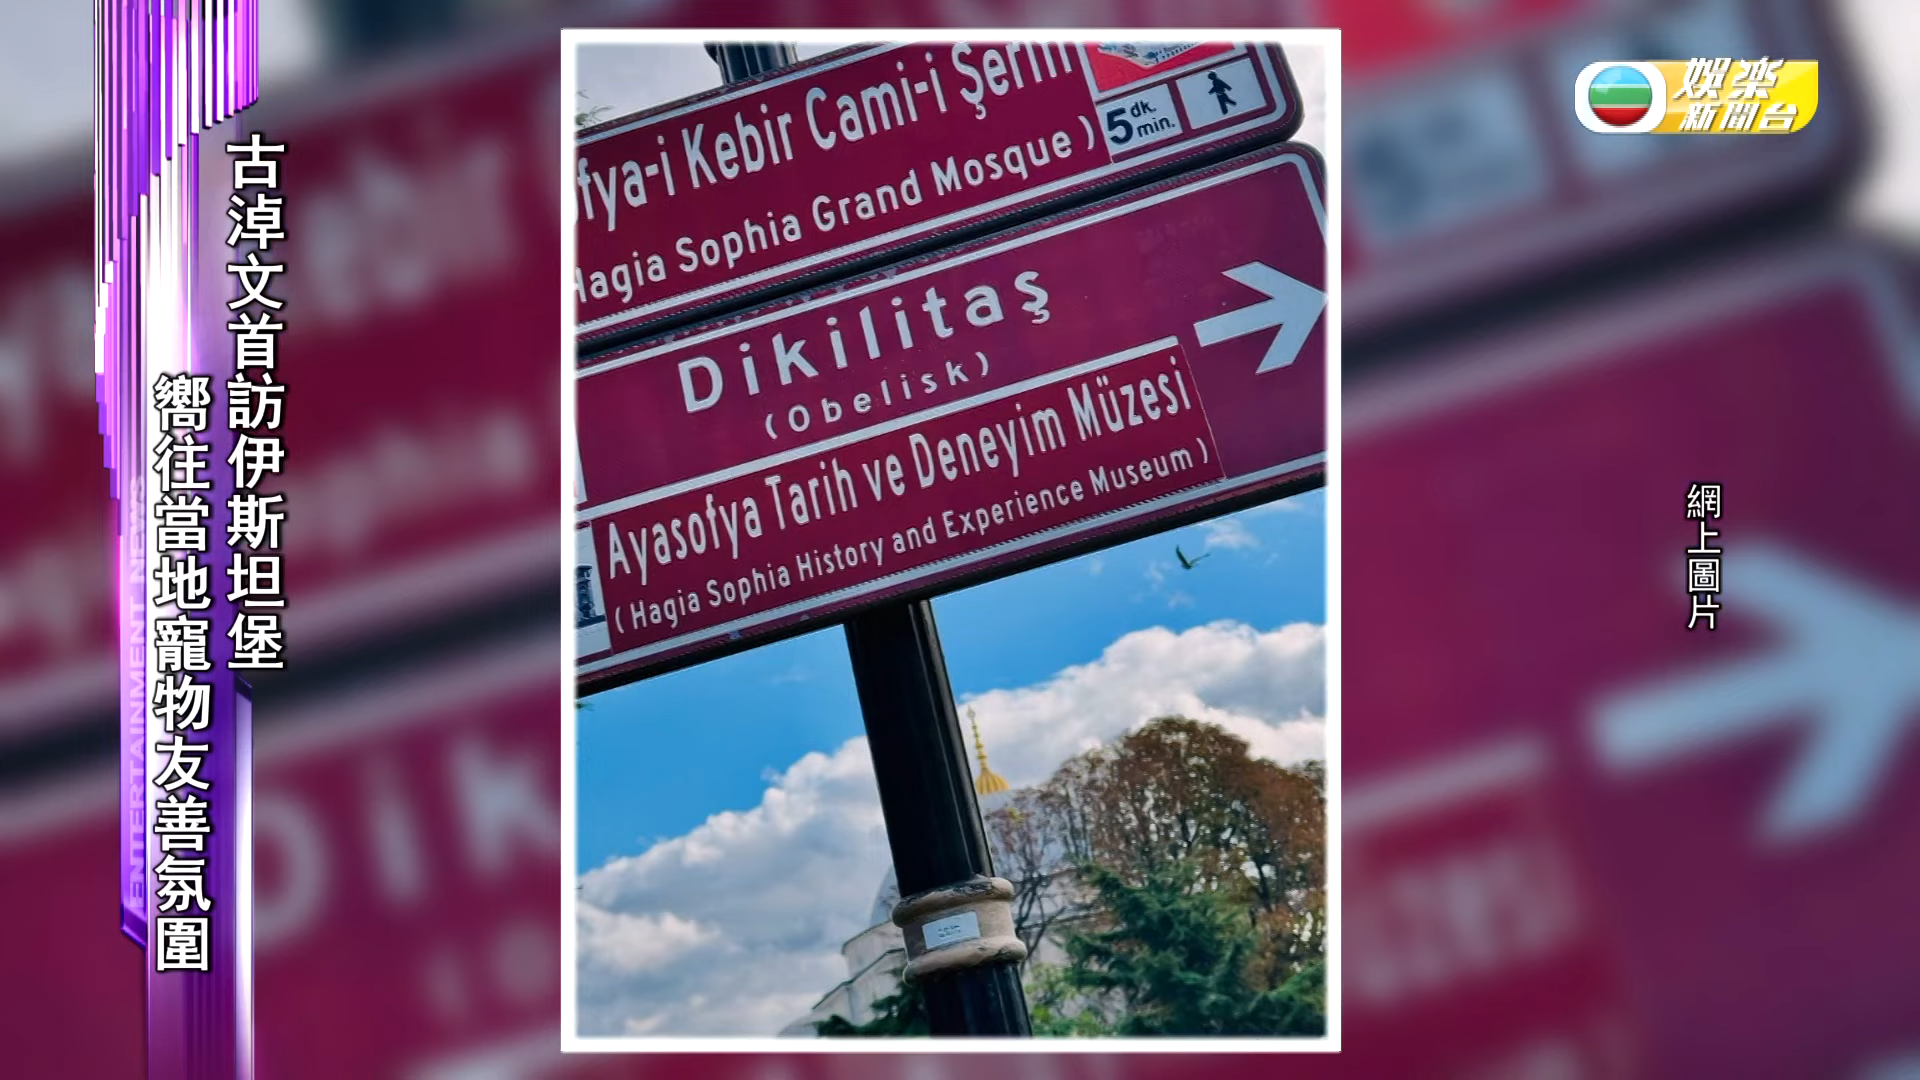 古淖文首訪伊斯坦堡
嚮往當地寵物友善氛圍
ENTERTAINMENT NEWS
fya-i Kebir Cami-i Şerifi
Hagia Sophia Grand Mosque )
5 dk.
min.
Dikilitaş
(Obelisk)
Ayasofya Tarih ve Deneyim Müzesi
( Hagia Sophia History and Experience Museum )
娛樂
新聞台
網上圖片